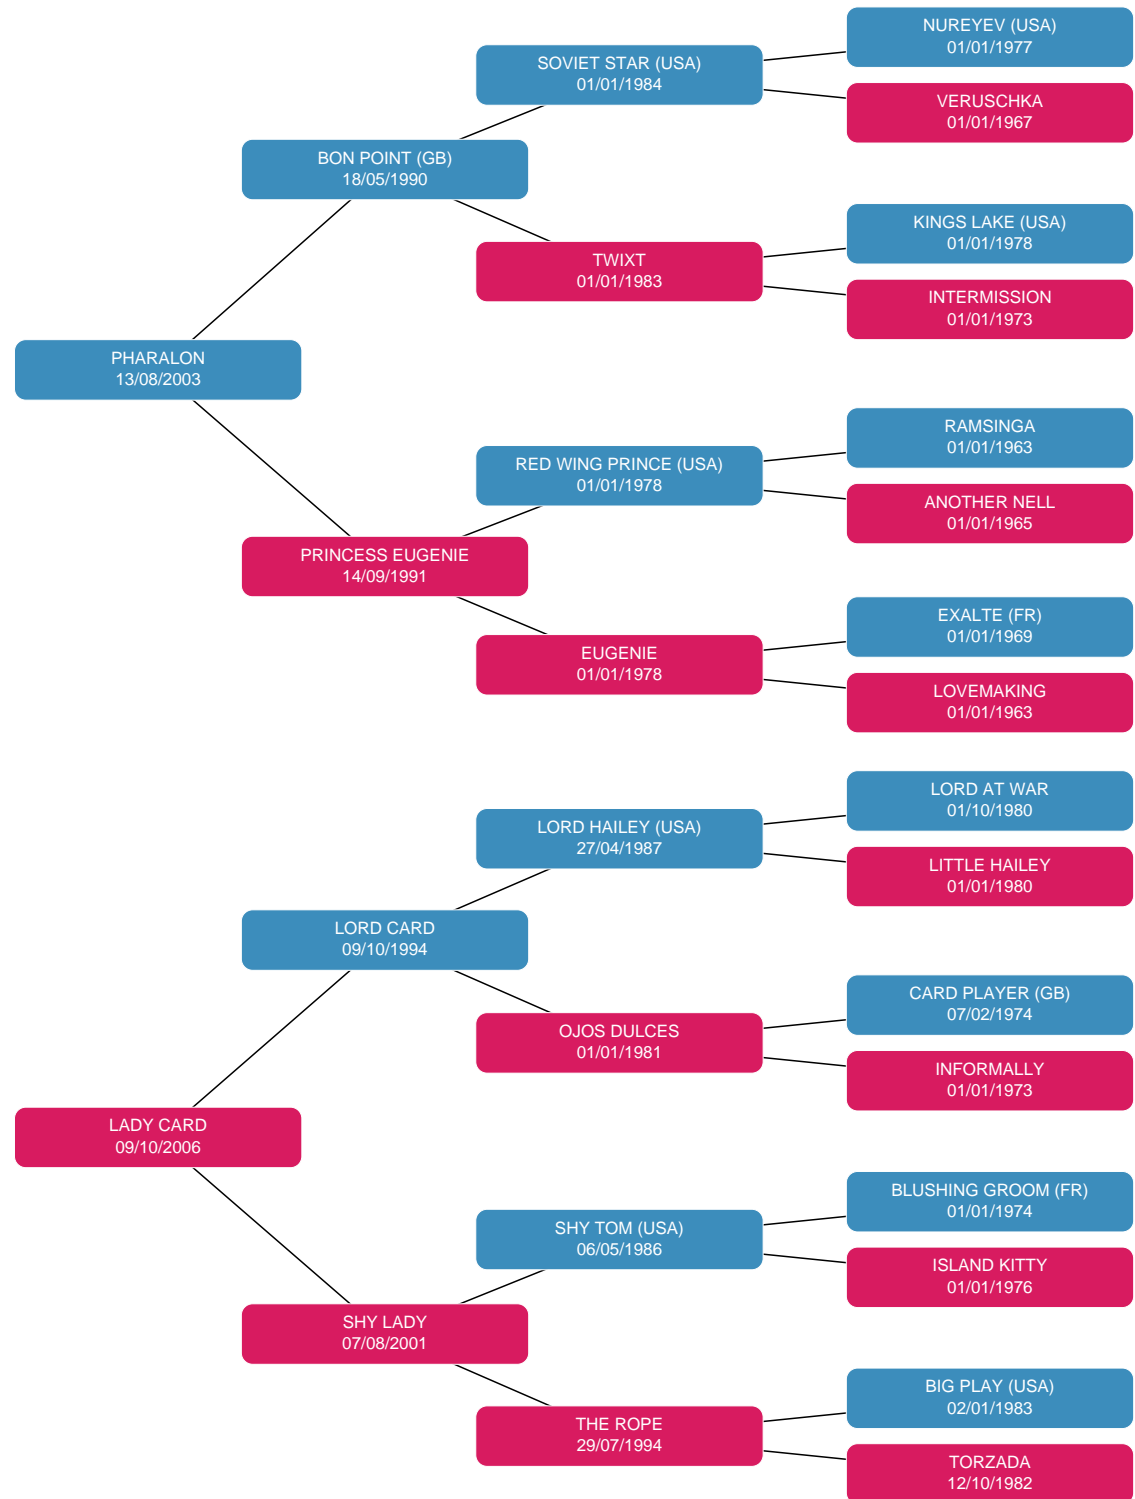 NUREYEV (USA)
01/01/1977
SOVIET STAR (USA)
01/01/1984
VERUSCHKA
01/01/1967
BON POINT (GB)
18/05/1990
KINGS LAKE (USA)
01/01/1978
TWIXT
01/01/1983
INTERMISSION
01/01/1973
PHARALON
13/08/2003
RAMSINGA
01/01/1963
RED WING PRINCE (USA)
01/01/1978
ANOTHER NELL
01/01/1965
PRINCESS EUGENIE
14/09/1991
EXALTE (FR)
01/01/1969
EUGENIE
01/01/1978
LOVEMAKING
01/01/1963
LORD AT WAR
01/10/1980
LORD HAILEY (USA)
27/04/1987
LITTLE HAILEY
01/01/1980
LORD CARD
09/10/1994
CARD PLAYER (GB)
07/02/1974
OJOS DULCES
01/01/1981
INFORMALLY
01/01/1973
LADY CARD
09/10/2006
BLUSHING GROOM (FR)
01/01/1974
SHY TOM (USA)
06/05/1986
ISLAND KITTY
01/01/1976
SHY LADY
07/08/2001
BIG PLAY (USA)
02/01/1983
THE ROPE
29/07/1994
TORZADA
12/10/1982